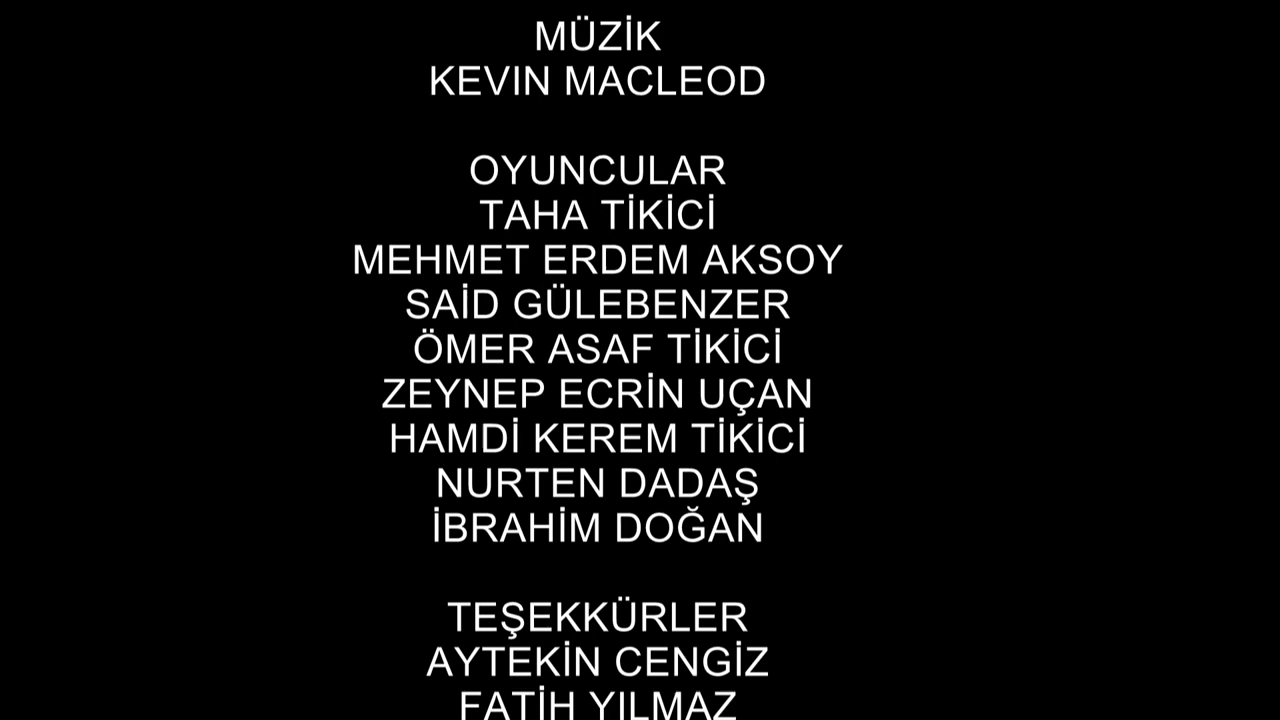 MÜZİK
KEVIN MACLEOD
OYUNCULAR
TAHA TİKİCİ
MEHMET ERDEM AKSOY
SAİD GÜLEBENZER
ÖMER ASAF TİKİCİ
ZEYNEP ECRİN UÇAN
HAMDİ KEREM TİKİCİ
NURTEN DADAŞ
İBRAHİM DOĞAN
TEŞEKKÜRLER
AYTEKİN CENGİZ
FATİH YILMAZ